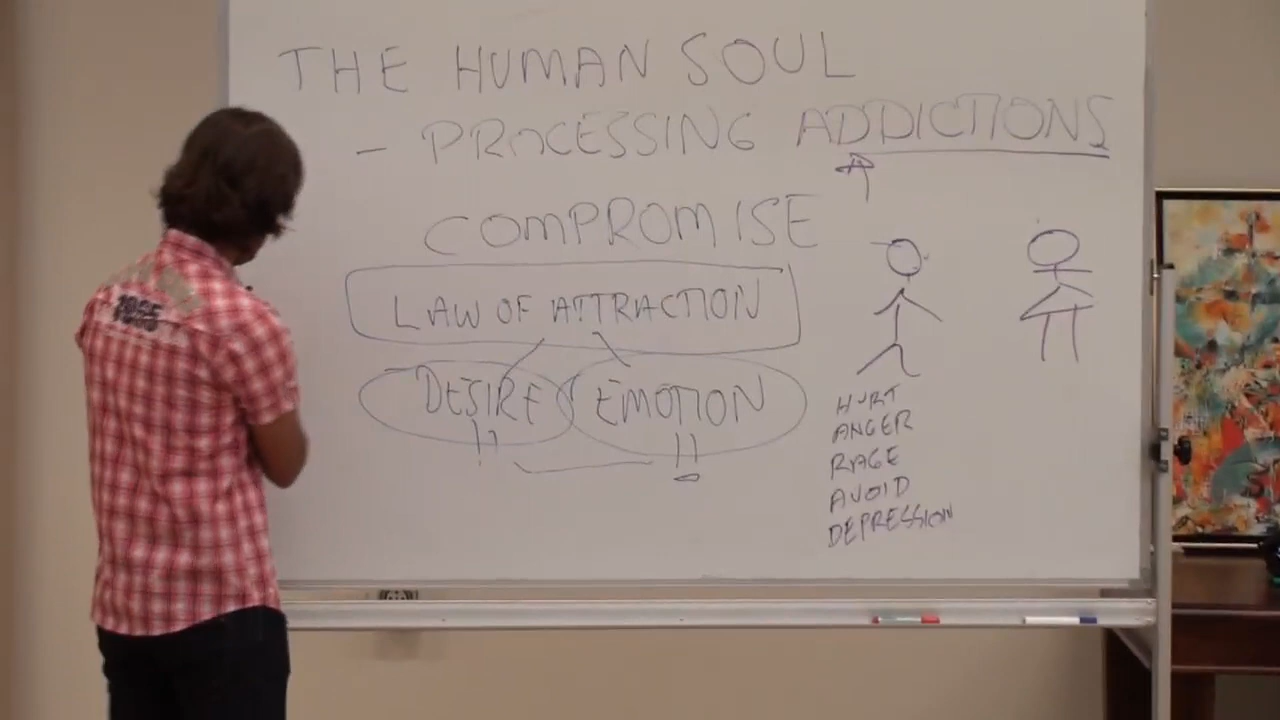 THE HUMAN SOUL
- PROCESSING ADDICTIONS
COMPROMISE
LAW OF ATTRACTION
DESIRE EMOTION
!! !!
HURT
ANGER
RAGE
AVOID
DEPRESSION